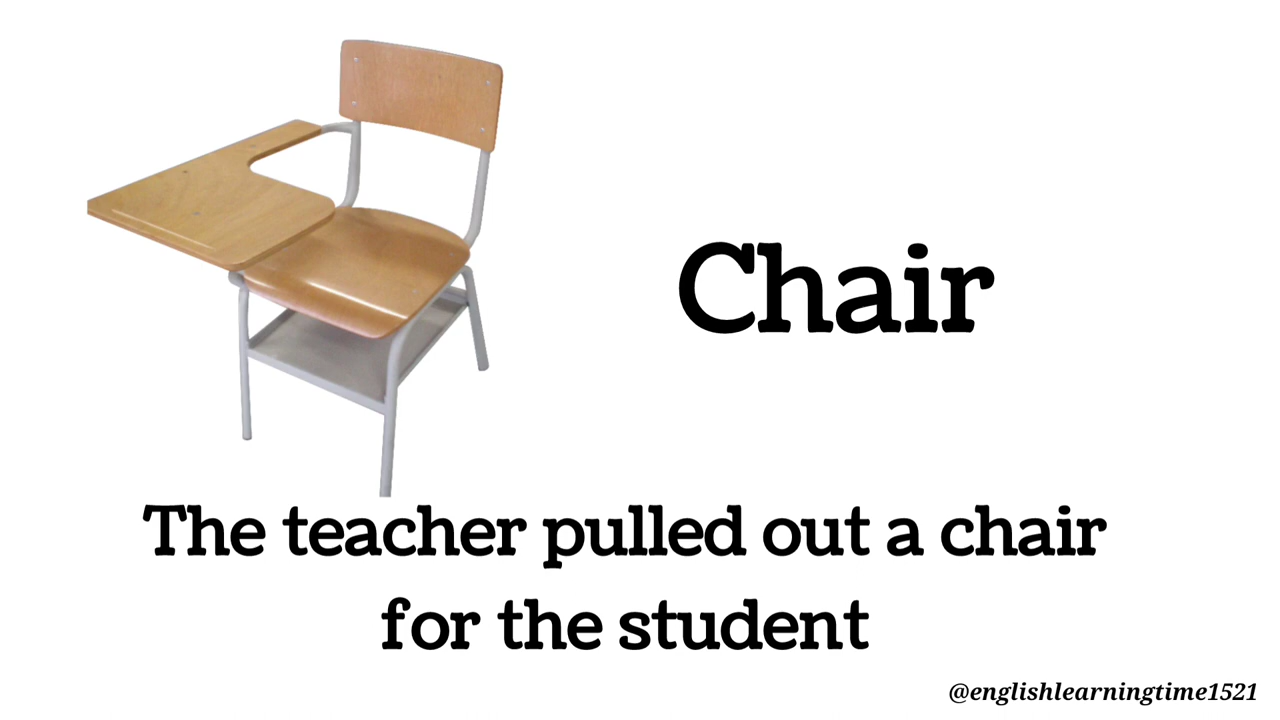 Chair
The teacher pulled out a chair
for the student
@englishlearningtime1521